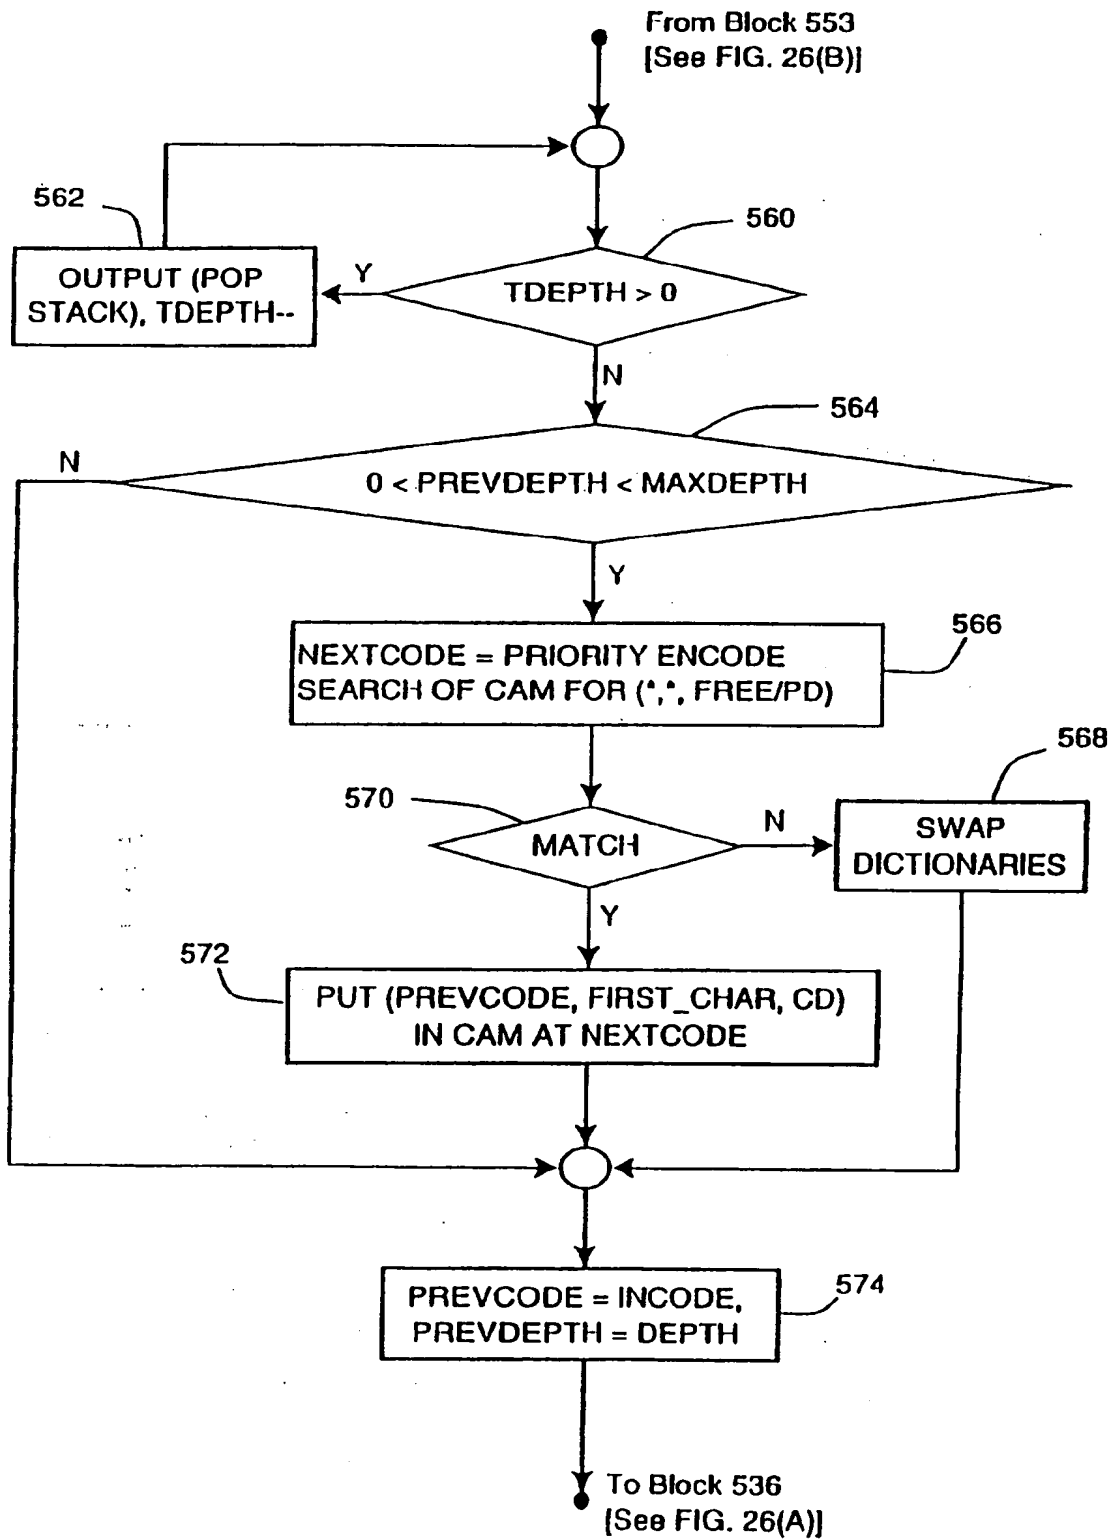 From Block 553
[See FIG. 26(B)]
562
560
OUTPUT (POP
STACK), TDEPTH--
Y
TDEPTH > 0
N
564
N
0 < PREVDEPTH < MAXDEPTH
Y
566
NEXTCODE = PRIORITY ENCODE
SEARCH OF CAM FOR (*,*, FREE/PD)
568
570
MATCH
N
SWAP
DICTIONARIES
Y
572
PUT (PREVCODE, FIRST_CHAR, CD)
IN CAM AT NEXTCODE
574
PREVCODE = INCODE,
PREVDEPTH = DEPTH
To Block 536
[See FIG. 26(A)]